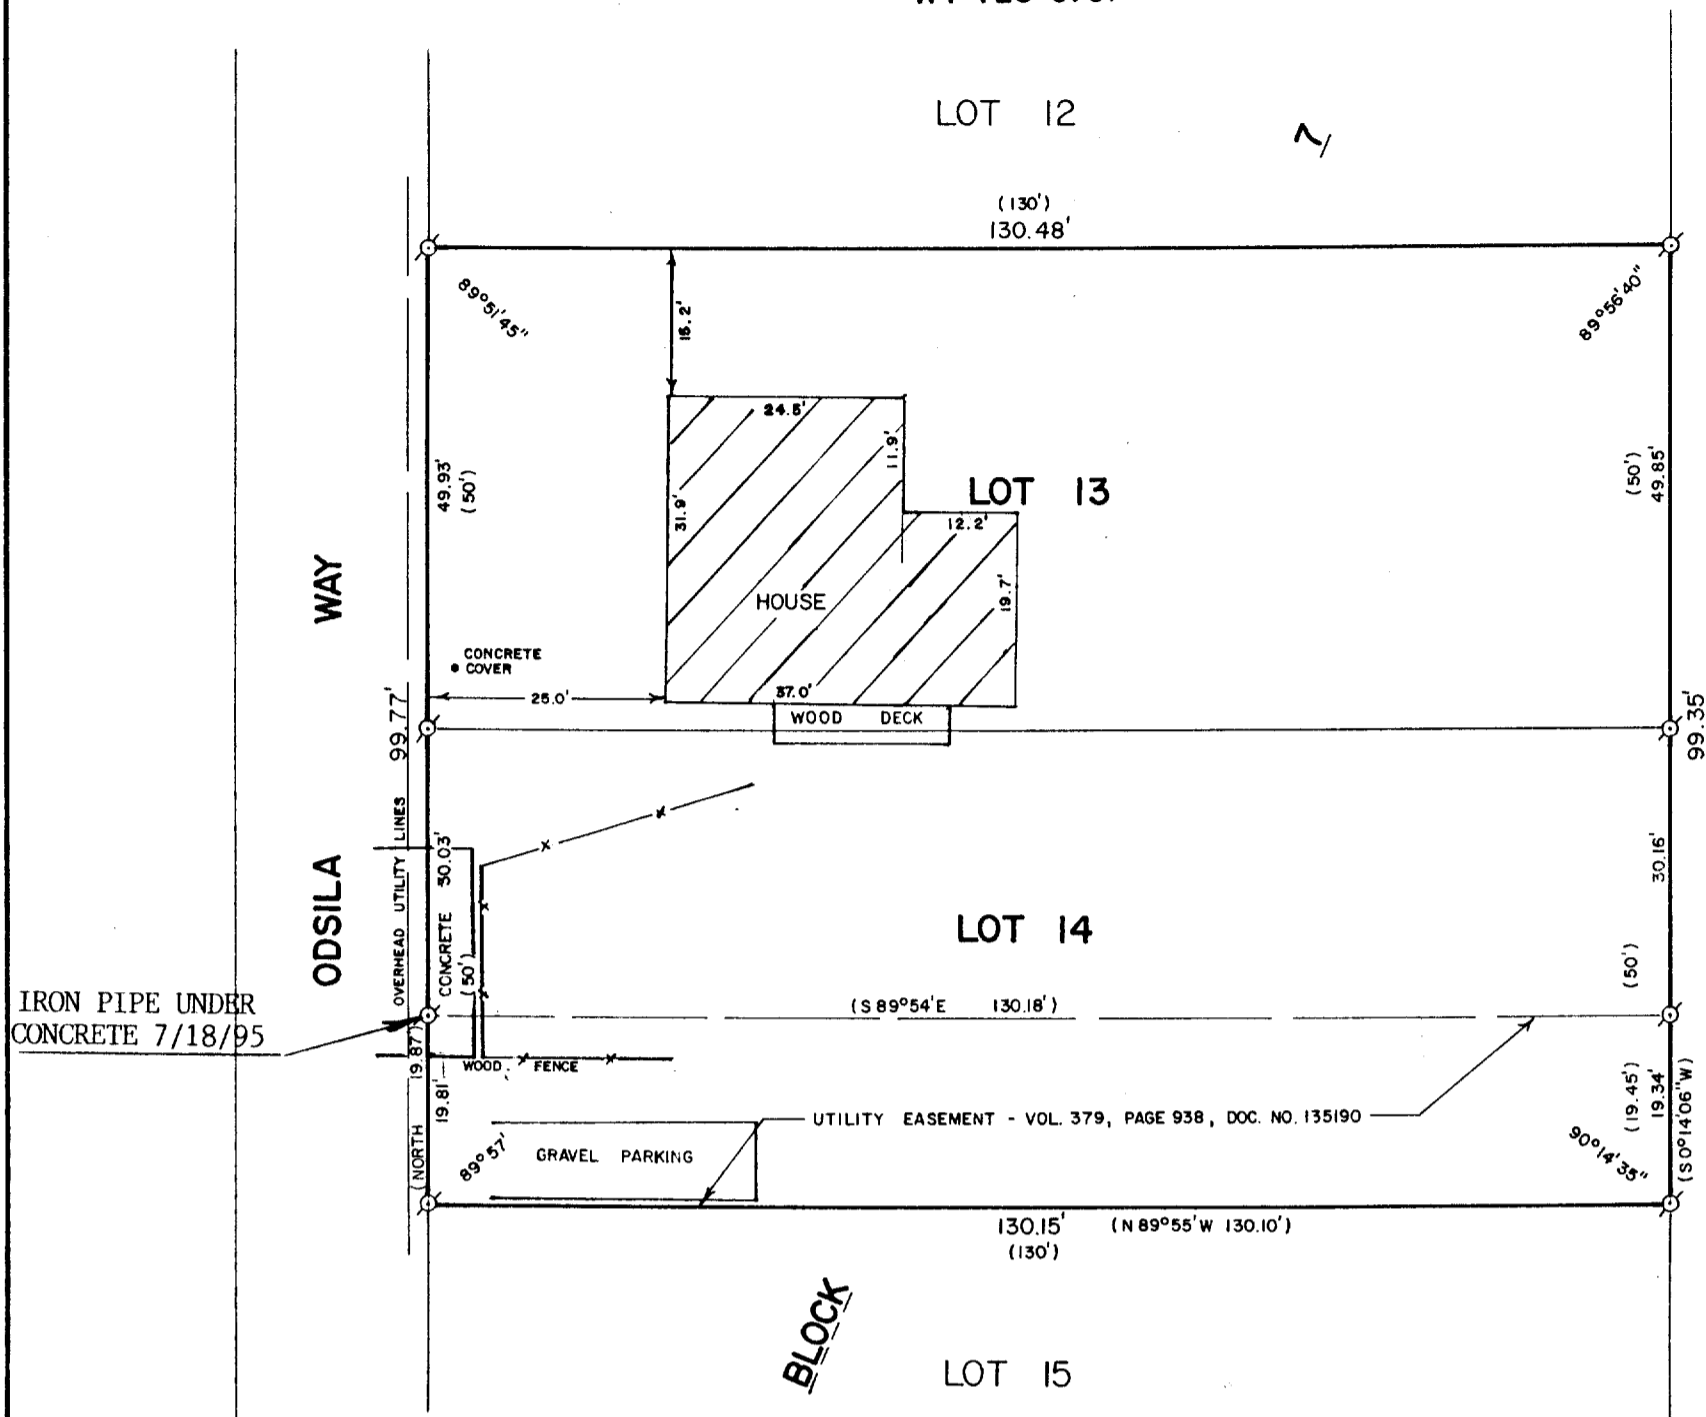 LOT 12
7
(130')
130.48'
89°51'45"
89°56'40"
15.2'
24.5'
11.9'
49.93'
(50')
31.9'
LOT 13
12.2'
19.7'
(50')
49.85'
HOUSE
WAY
CONCRETE
COVER
25.0'
37.0'
WOOD DECK
99.77'
99.35'
OVERHEAD UTILITY LINES
CONCRETE 30.03'
(50')
30.16'
ODSILA
LOT 14
(50')
IRON PIPE UNDER
CONCRETE 7/18/95
(S 89°54'E 130.18')
(NORTH 19.87')
19.81'
WOOD FENCE
UTILITY EASEMENT - VOL. 379, PAGE 938, DOC. NO. 135190
(19.45')
19.34'
(S 0°14'06"W)
89°57'
GRAVEL PARKING
90°14'35"
130.15' (N 89°55'W 130.10')
(130')
BLOCK
LOT 15